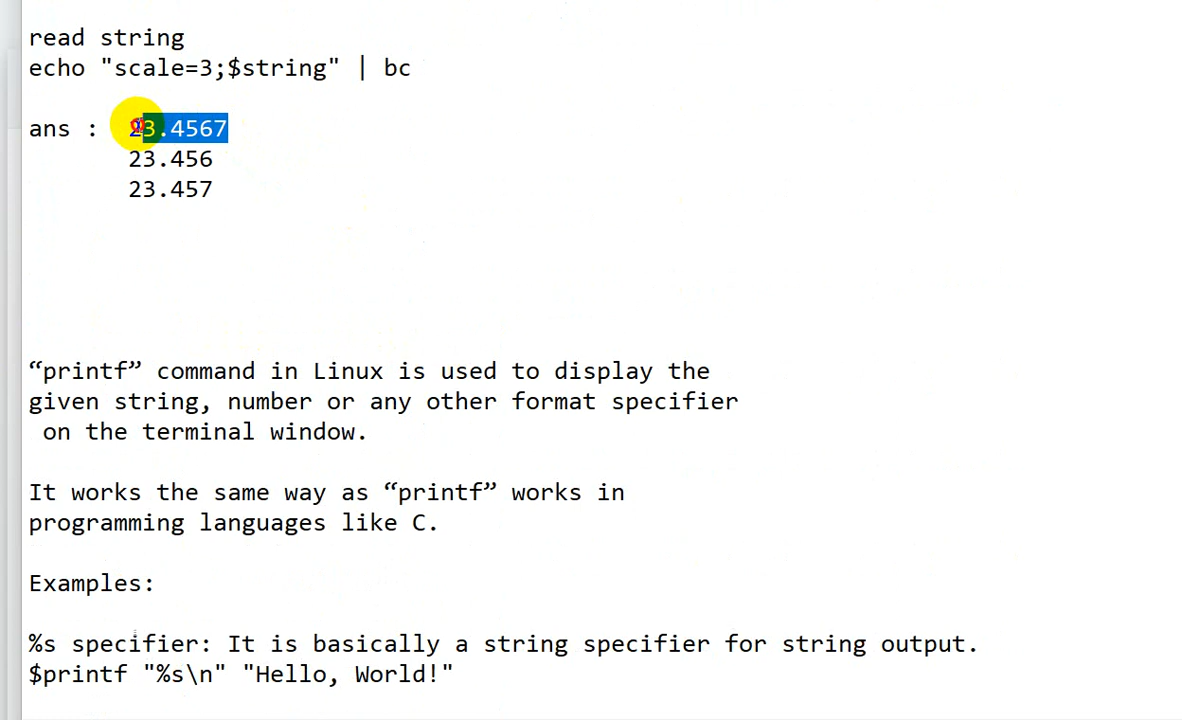 read string
echo "scale=3;$string" | bc
ans : 23.4567
23.456
23.457
“printf” command in Linux is used to display the
given string, number or any other format specifier
on the terminal window.
It works the same way as “printf” works in
programming languages like C.
Examples:
%s specifier: It is basically a string specifier for string output.
$printf "%s\n" "Hello, World!"